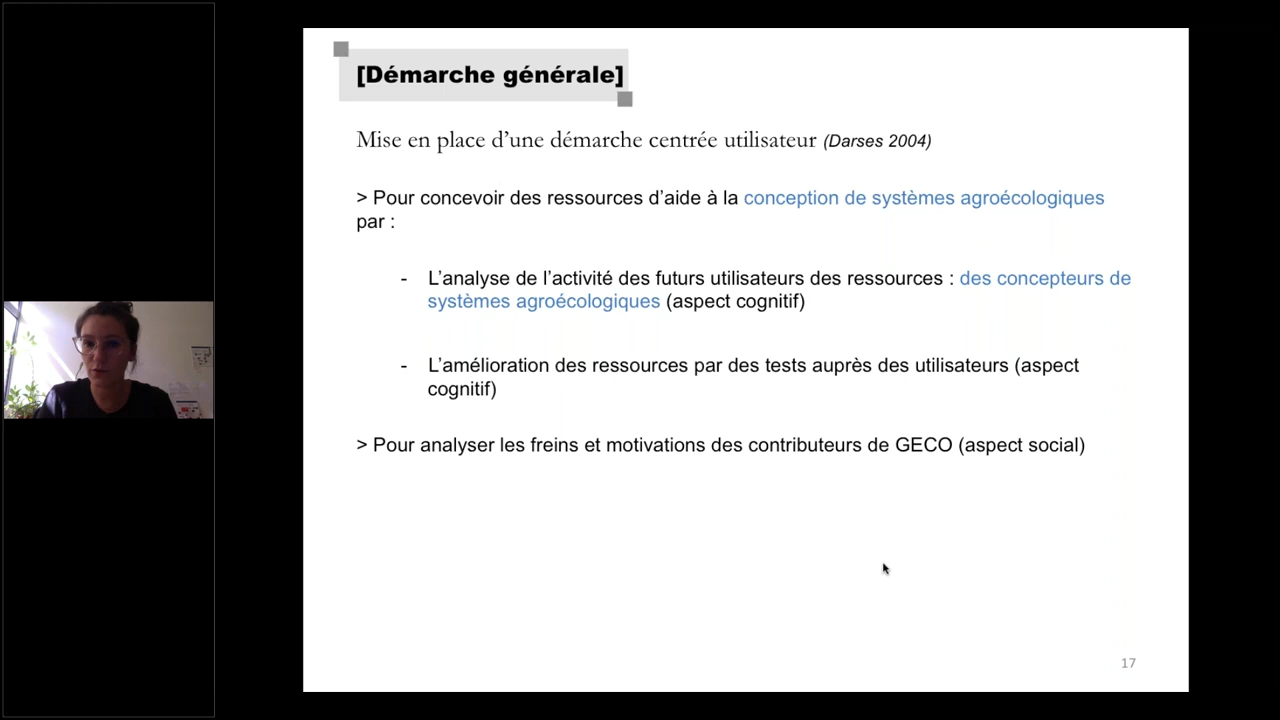 [Démarche générale]
Mise en place d’une démarche centrée utilisateur (Darses 2004)
> Pour concevoir des ressources d’aide à la conception de systèmes agroécologiques
par :
- L’analyse de l’activité des futurs utilisateurs des ressources : des concepteurs de
systèmes agroécologiques (aspect cognitif)
- L’amélioration des ressources par des tests auprès des utilisateurs (aspect
cognitif)
> Pour analyser les freins et motivations des contributeurs de GECO (aspect social)
17